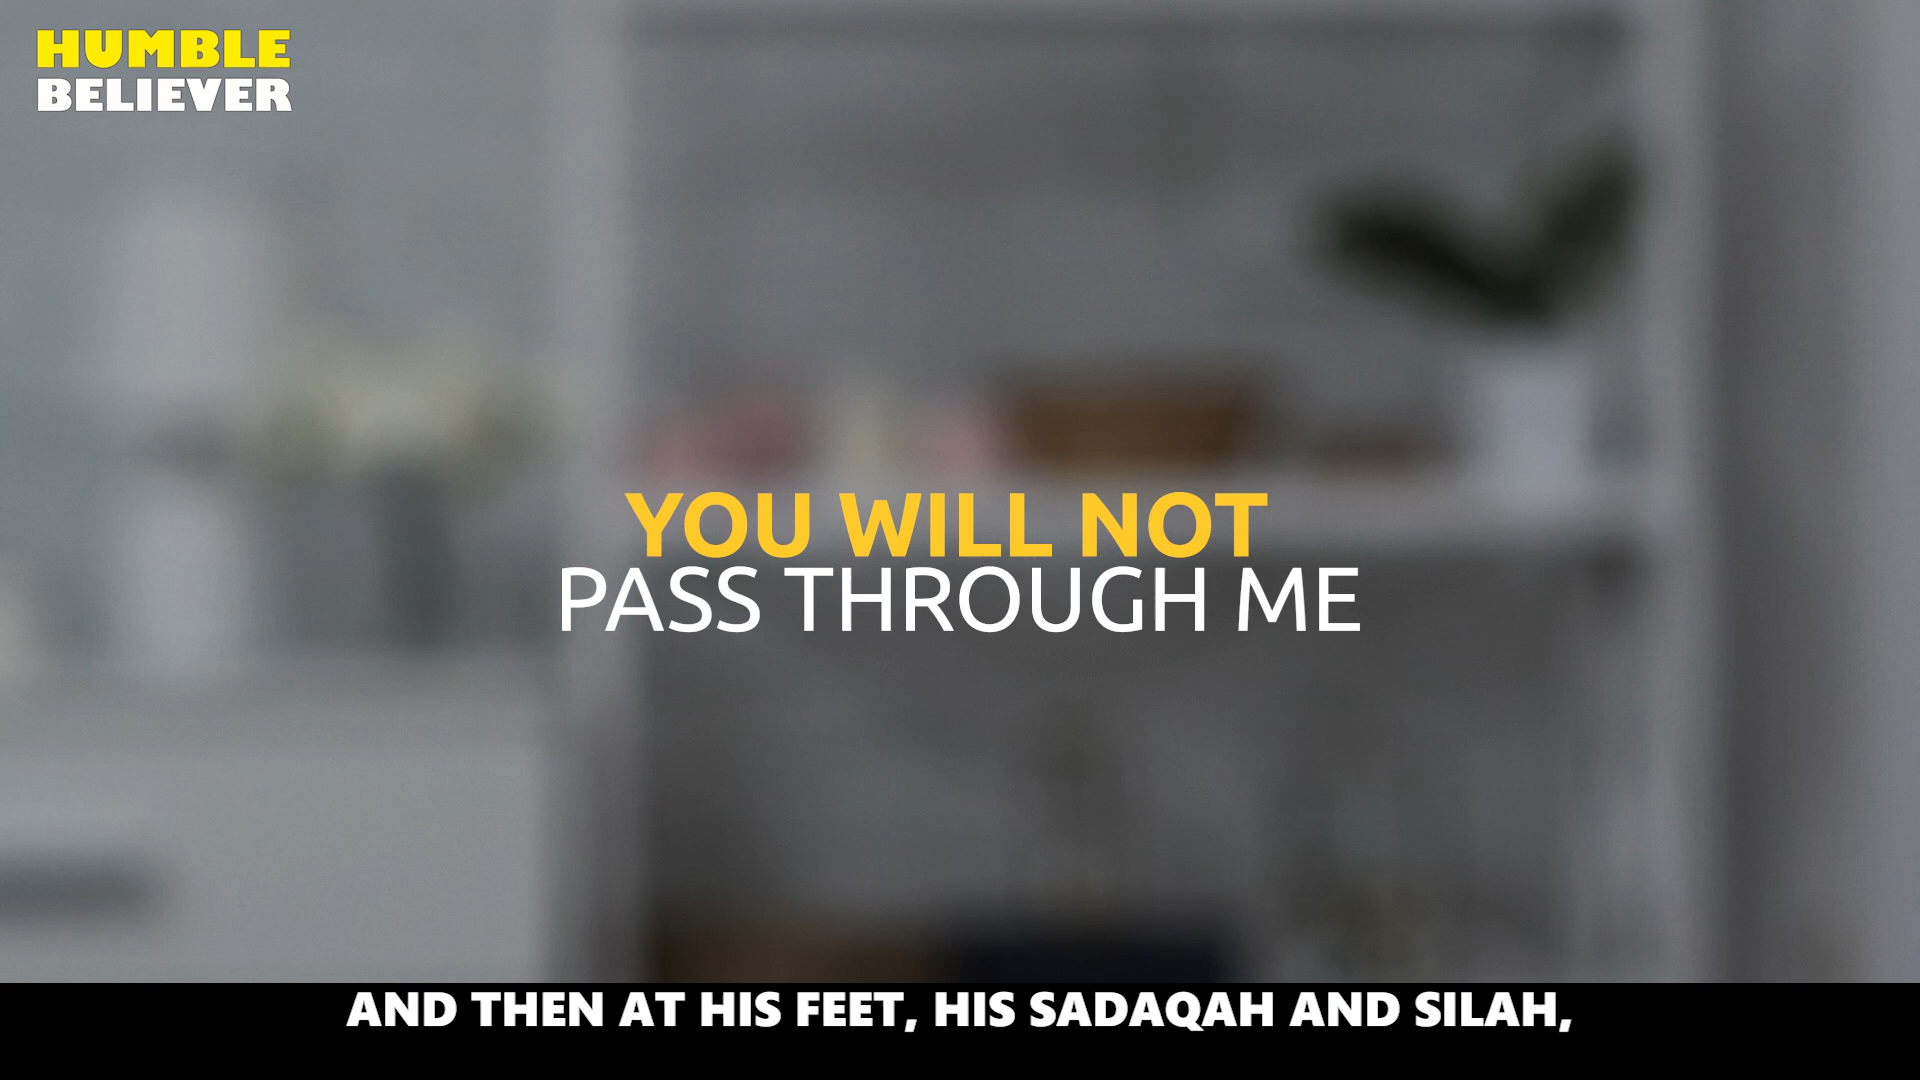 HUMBLE
BELIEVER
YOU WILL NOT
PASS THROUGH ME
AND THEN AT HIS FEET, HIS SADAQAH AND SILAH,